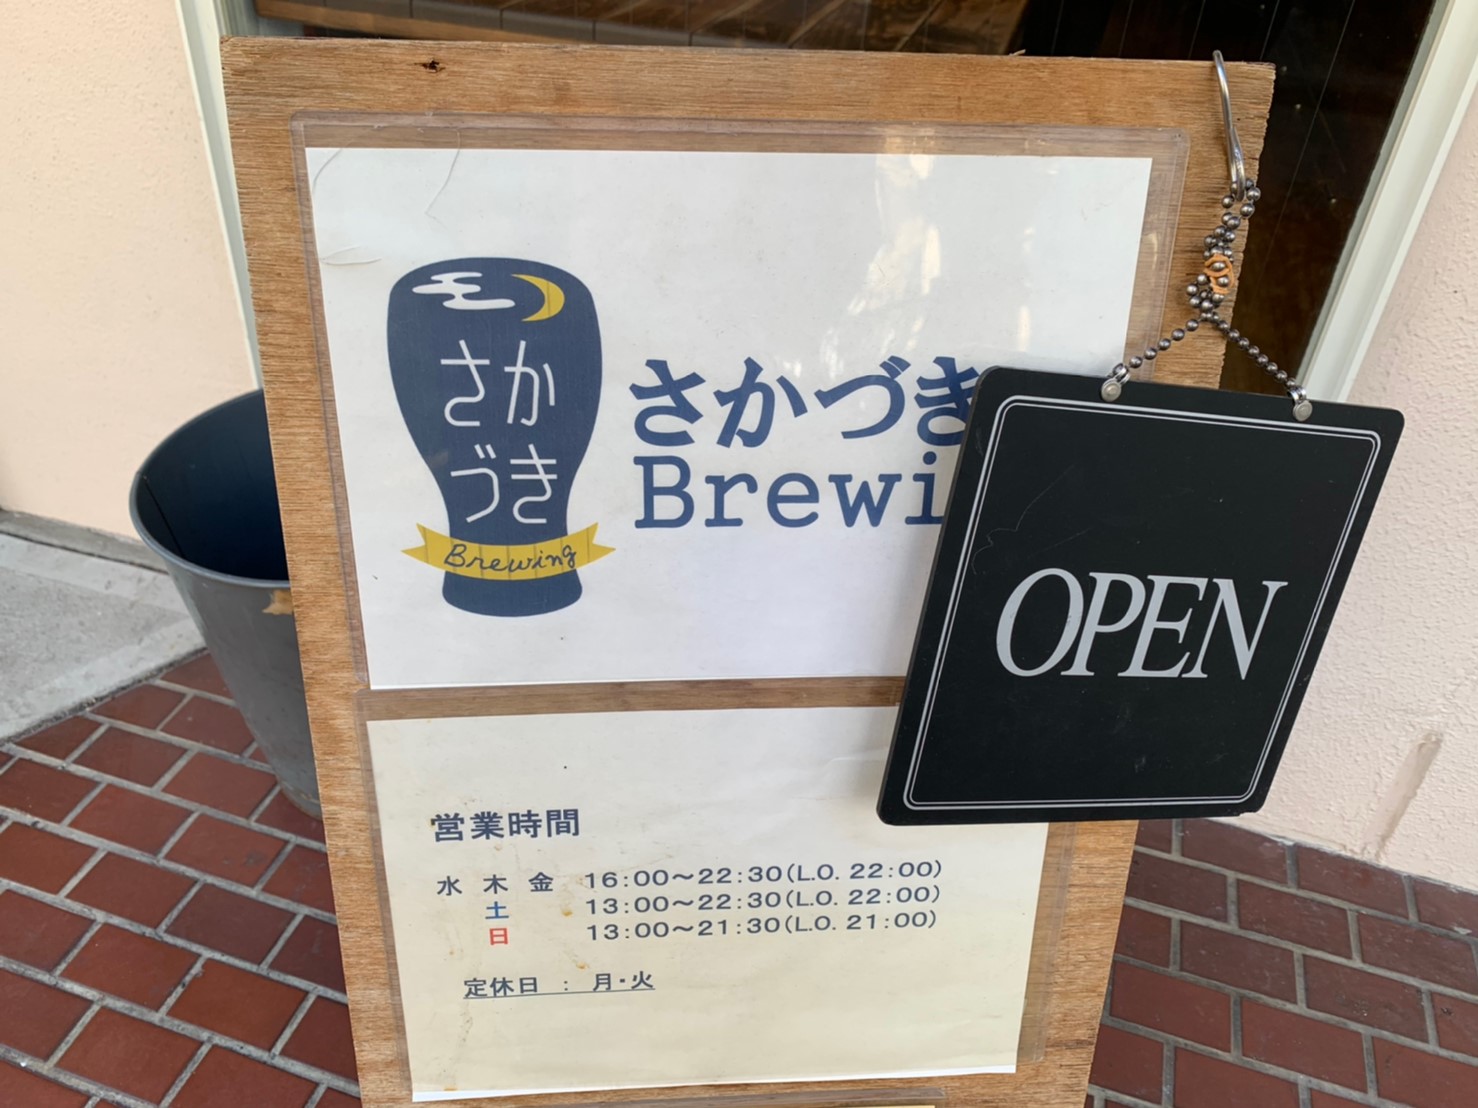 さか
づき
Brewing
さかづき
Brewi
OPEN
営業時間
水 木 金 16:00～22:30(L.O. 22:00)
土 13:00～22:30(L.O. 22:00)
日 13:00～21:30(L.O. 21:00)
定休日 : 月・火